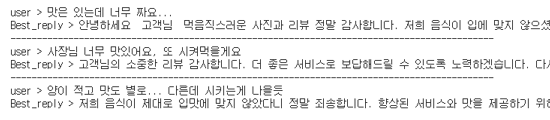 user > 맛은 있는데 너무 짜요...
Best_reply > 안녕하세요 고객님 먹음직스러운 사진과 리뷰 정말 감사합니다. 저희 음식이 입에 맞지 않으셨
------------------------------------------------------------
user > 사장님 너무 맛있어요. 또 시켜먹을게요
Best_reply > 고객님의 소중한 리뷰 감사합니다. 더 좋은 서비스로 보답해드릴 수 있도록 노력하겠습니다. 다시
------------------------------------------------------------
user > 양이 적고 맛도 별로... 다른데 시키는게 나을듯
Best_reply > 저희 음식이 제대로 입맛에 맞지 않았다니 정말 죄송합니다. 향상된 서비스와 맛을 제공하기 위해